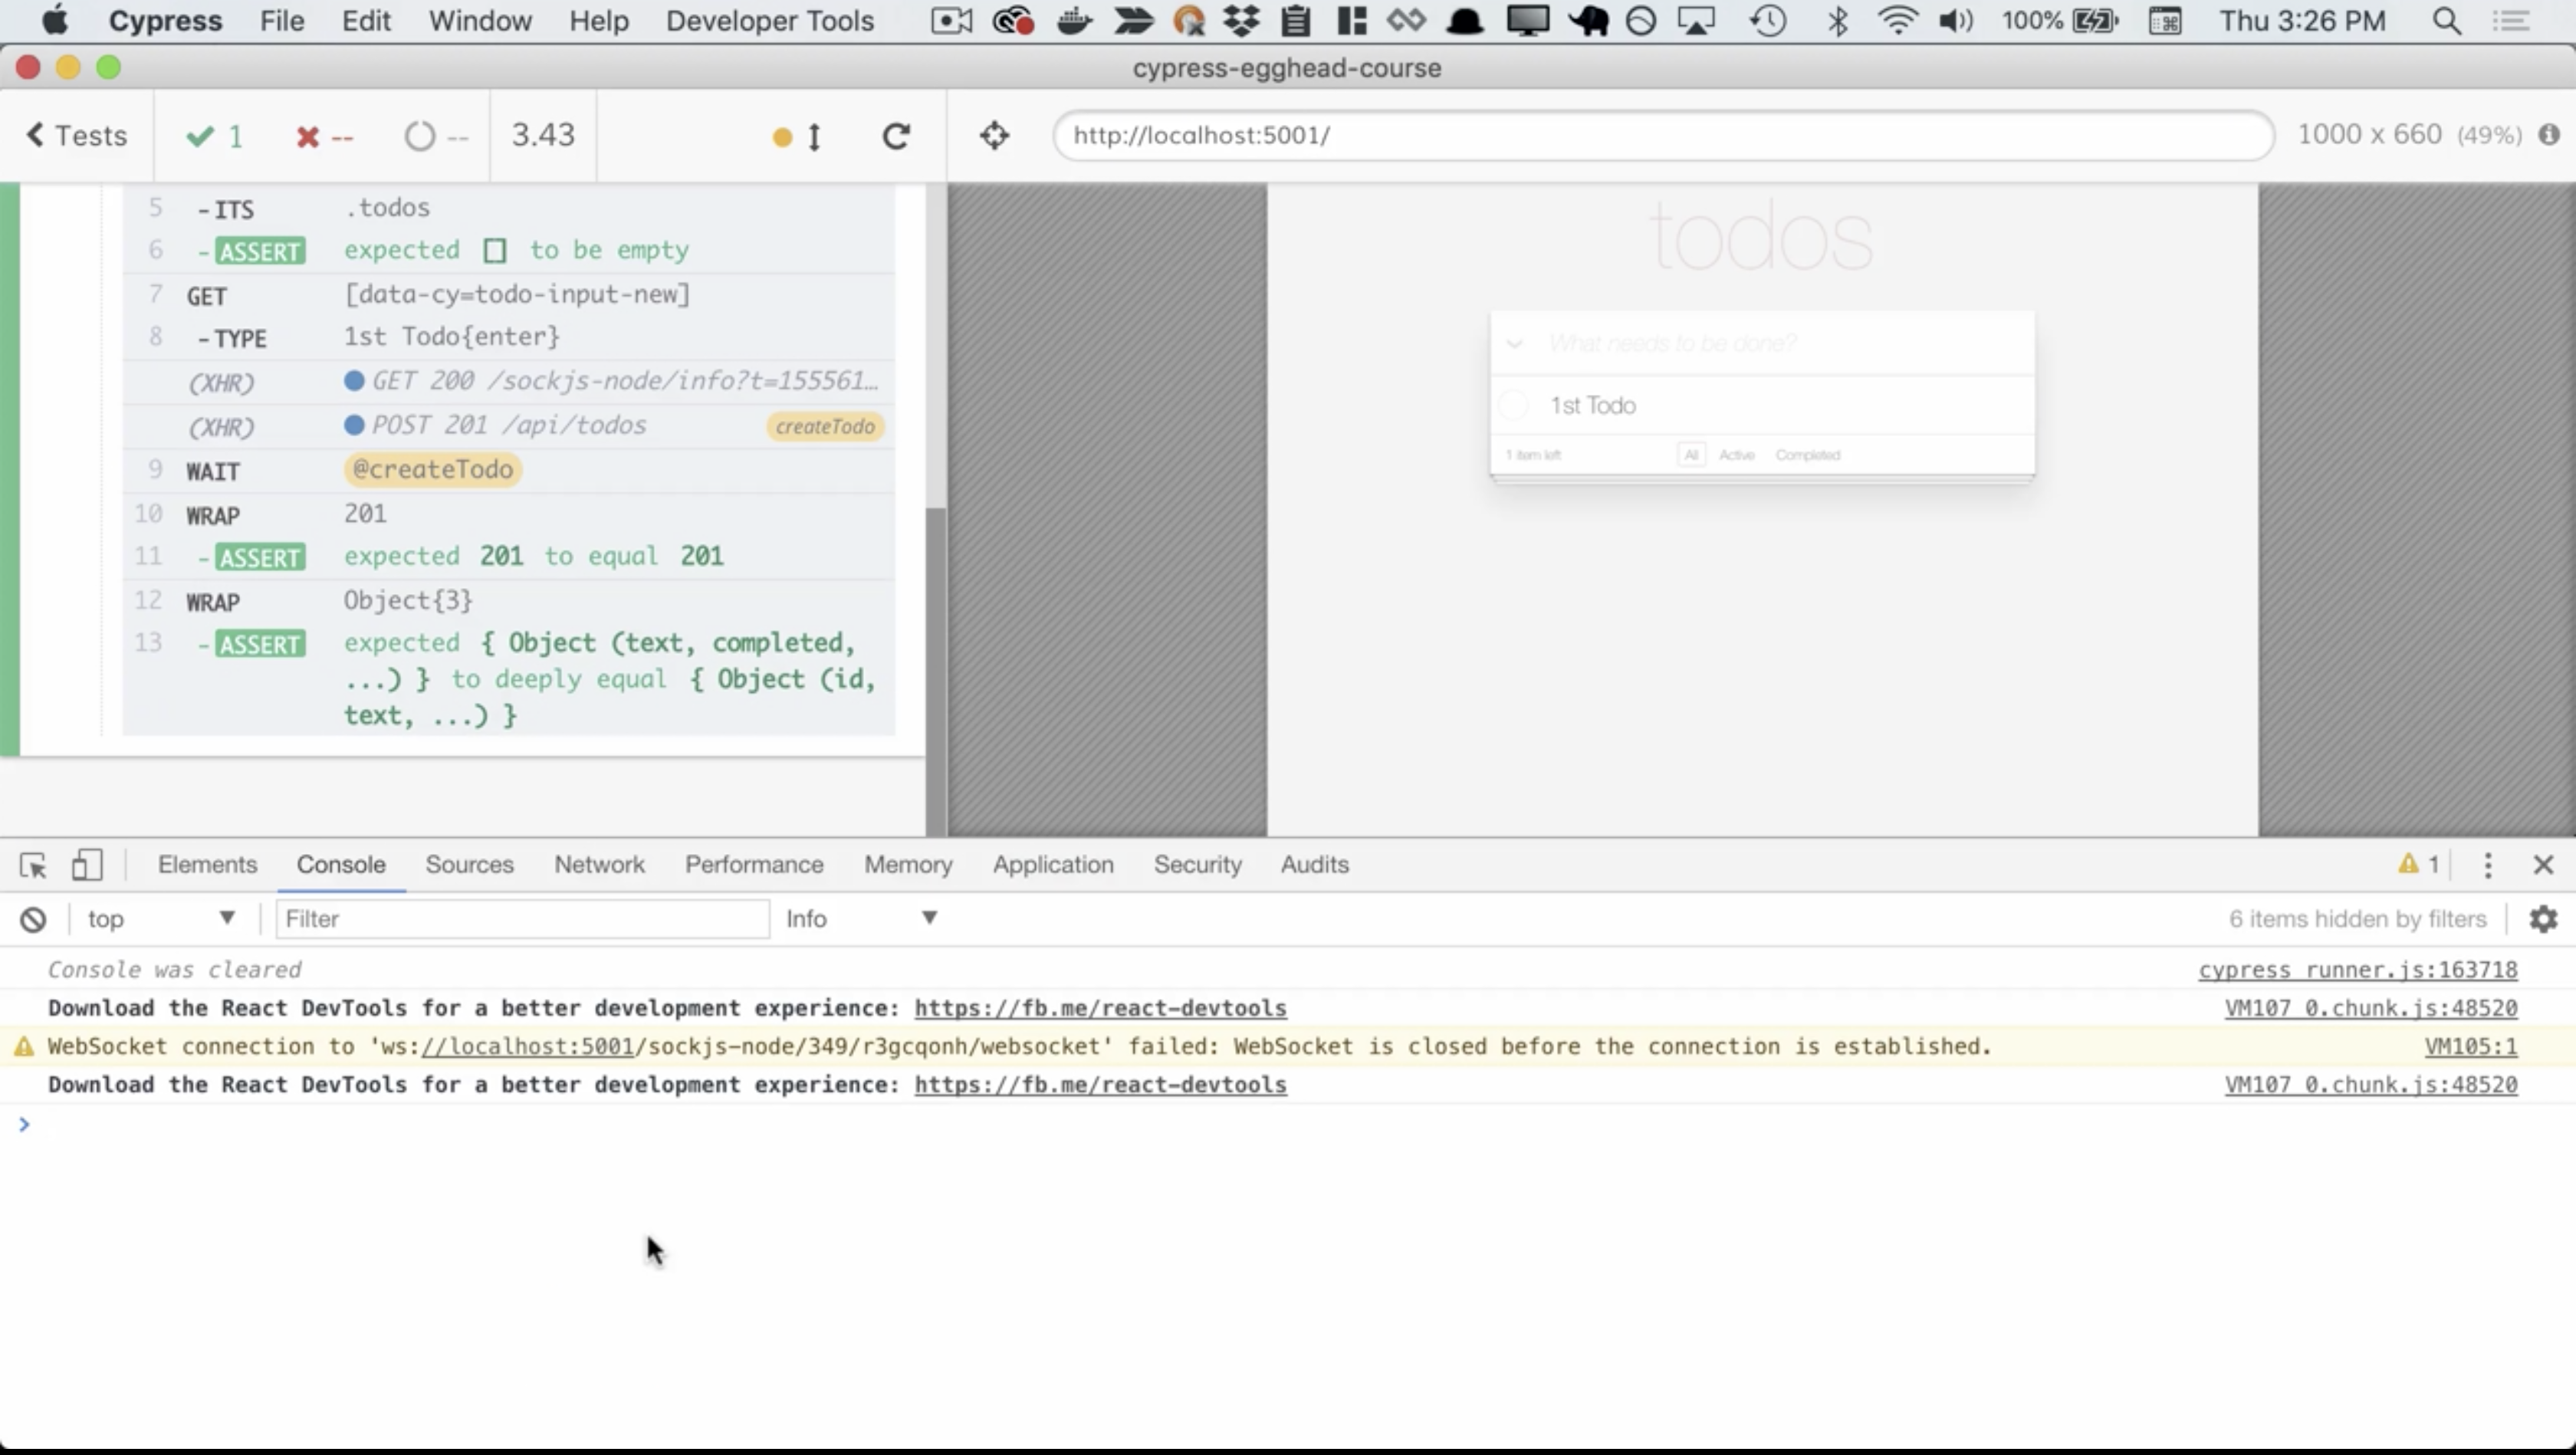 Cypress File Edit Window Help Developer Tools 100% Thu 3:26 PM
cypress-egghead-course
Tests 1 -- -- 3.43 http://localhost:5001/ 1000 x 660 (49%)
5 -ITS .todos
6 -ASSERT expected [] to be empty
7 GET [data-cy=todo-input-new]
8 -TYPE 1st Todo{enter}
(XHR) GET 200 /sockjs-node/info?t=155561…
(XHR) POST 201 /api/todos createTodo
9 WAIT @createTodo
10 WRAP 201
11 -ASSERT expected 201 to equal 201
12 WRAP Object{3}
13 -ASSERT expected { Object (text, completed,
...) } to deeply equal { Object (id,
text, ...) }
todos
What needs to be done?
1st Todo
1 item left All Active Completed
Elements Console Sources Network Performance Memory Application Security Audits 1
top Filter Info 6 items hidden by filters
Console was cleared cypress_runner.js:163718
Download the React DevTools for a better development experience: https://fb.me/react-devtools VM107 0.chunk.js:48520
WebSocket connection to 'ws://localhost:5001/sockjs-node/349/r3gcqonh/websocket' failed: WebSocket is closed before the connection is established. VM105:1
Download the React DevTools for a better development experience: https://fb.me/react-devtools VM107 0.chunk.js:48520